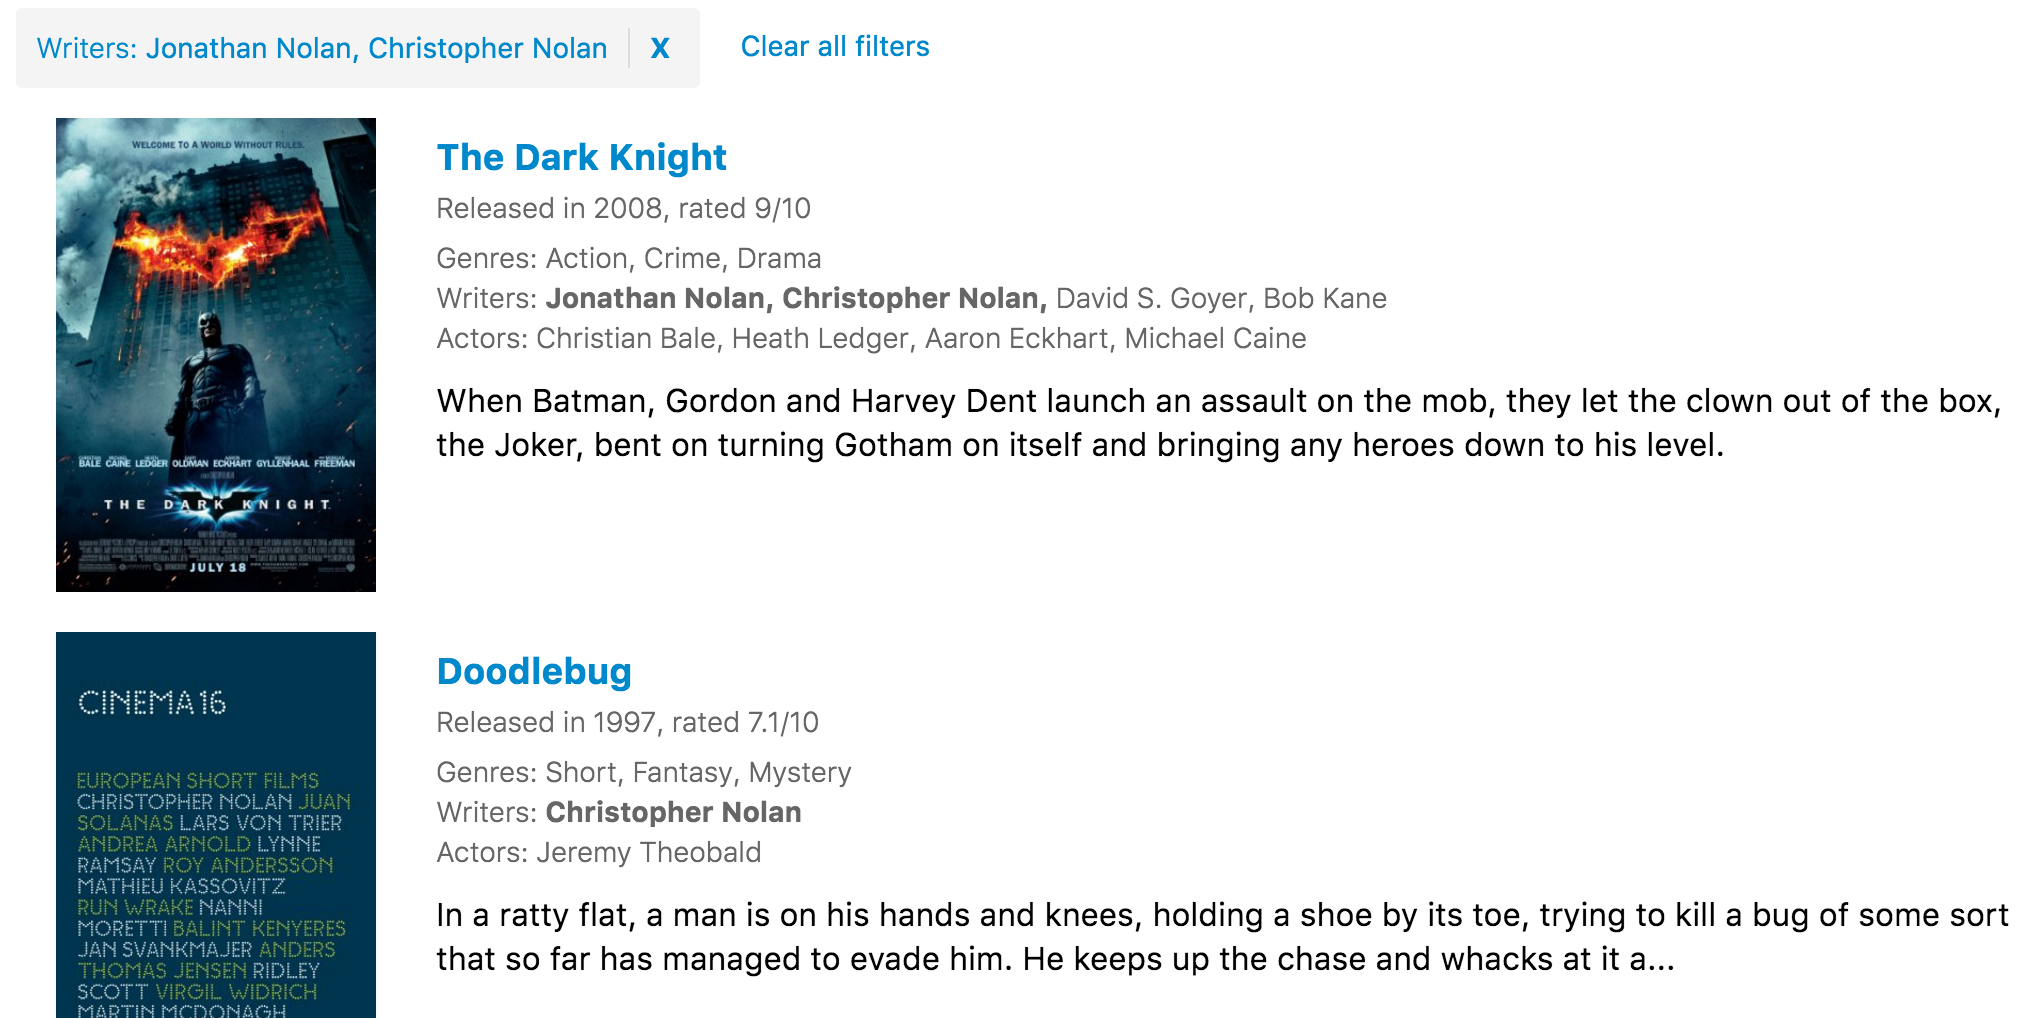 Writers: Jonathan Nolan, Christopher Nolan X Clear all filters
WELCOME TO A WORLD WITHOUT RULES.
BALE CAINE LEDGER OLDMAN ECKHART GYLLENHAAL FREEMAN
THE DARK KNIGHT
JULY 18
The Dark Knight
Released in 2008, rated 9/10
Genres: Action, Crime, Drama
Writers: Jonathan Nolan, Christopher Nolan, David S. Goyer, Bob Kane
Actors: Christian Bale, Heath Ledger, Aaron Eckhart, Michael Caine
When Batman, Gordon and Harvey Dent launch an assault on the mob, they let the clown out of the box,
the Joker, bent on turning Gotham on itself and bringing any heroes down to his level.
CINEMA16
EUROPEAN SHORT FILMS
CHRISTOPHER NOLAN JUAN
SOLANAS LARS VON TRIER
ANDREA ARNOLD LYNNE
RAMSAY ROY ANDERSSON
MATHIEU KASSOVITZ
RUN WRAKE NANNI
MORETTI BALINT KENYERES
JAN SVANKMAJER ANDERS
THOMAS JENSEN RIDLEY
SCOTT VIRGIL WIDRICH
MARTIN MCDONAGH
Doodlebug
Released in 1997, rated 7.1/10
Genres: Short, Fantasy, Mystery
Writers: Christopher Nolan
Actors: Jeremy Theobald
In a ratty flat, a man is on his hands and knees, holding a shoe by its toe, trying to kill a bug of some sort
that so far has managed to evade him. He keeps up the chase and whacks at it a...